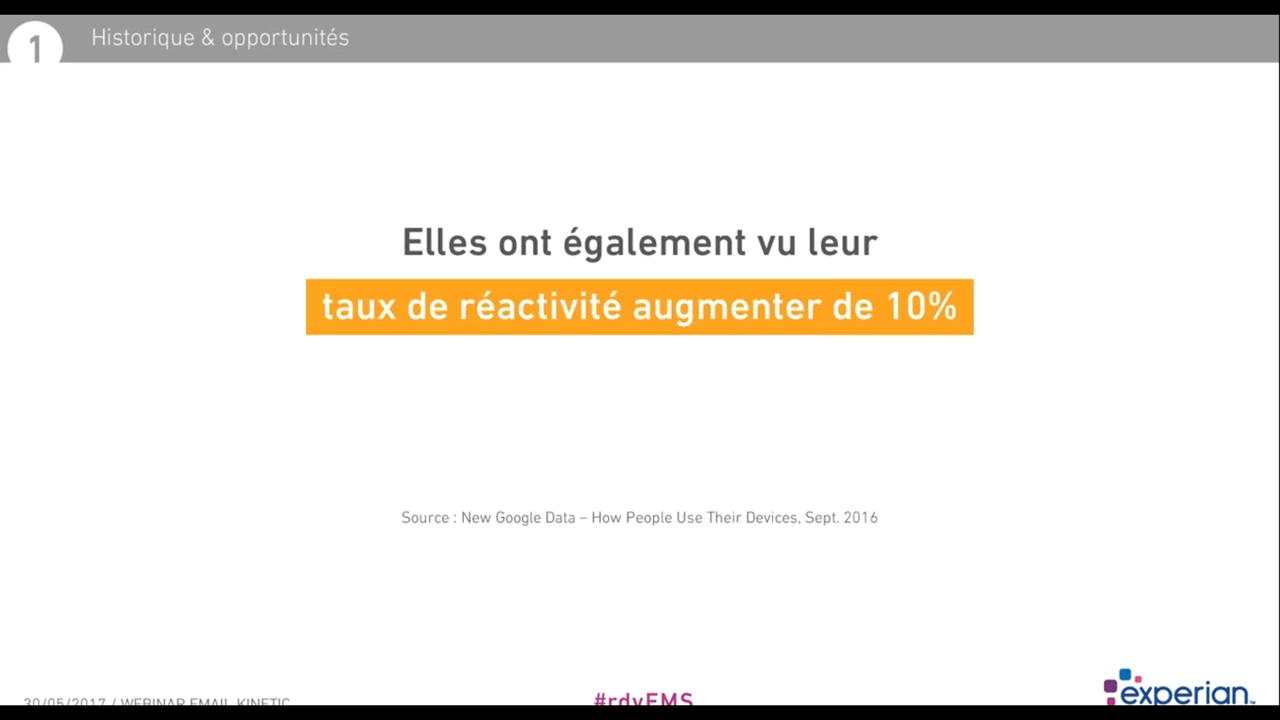 1
Historique & opportunités
Elles ont également vu leur
taux de réactivité augmenter de 10%
Source : New Google Data – How People Use Their Devices, Sept. 2016
30/05/2017 / WEBINAR EMAIL KINETIC
#rdvEMS
experian™